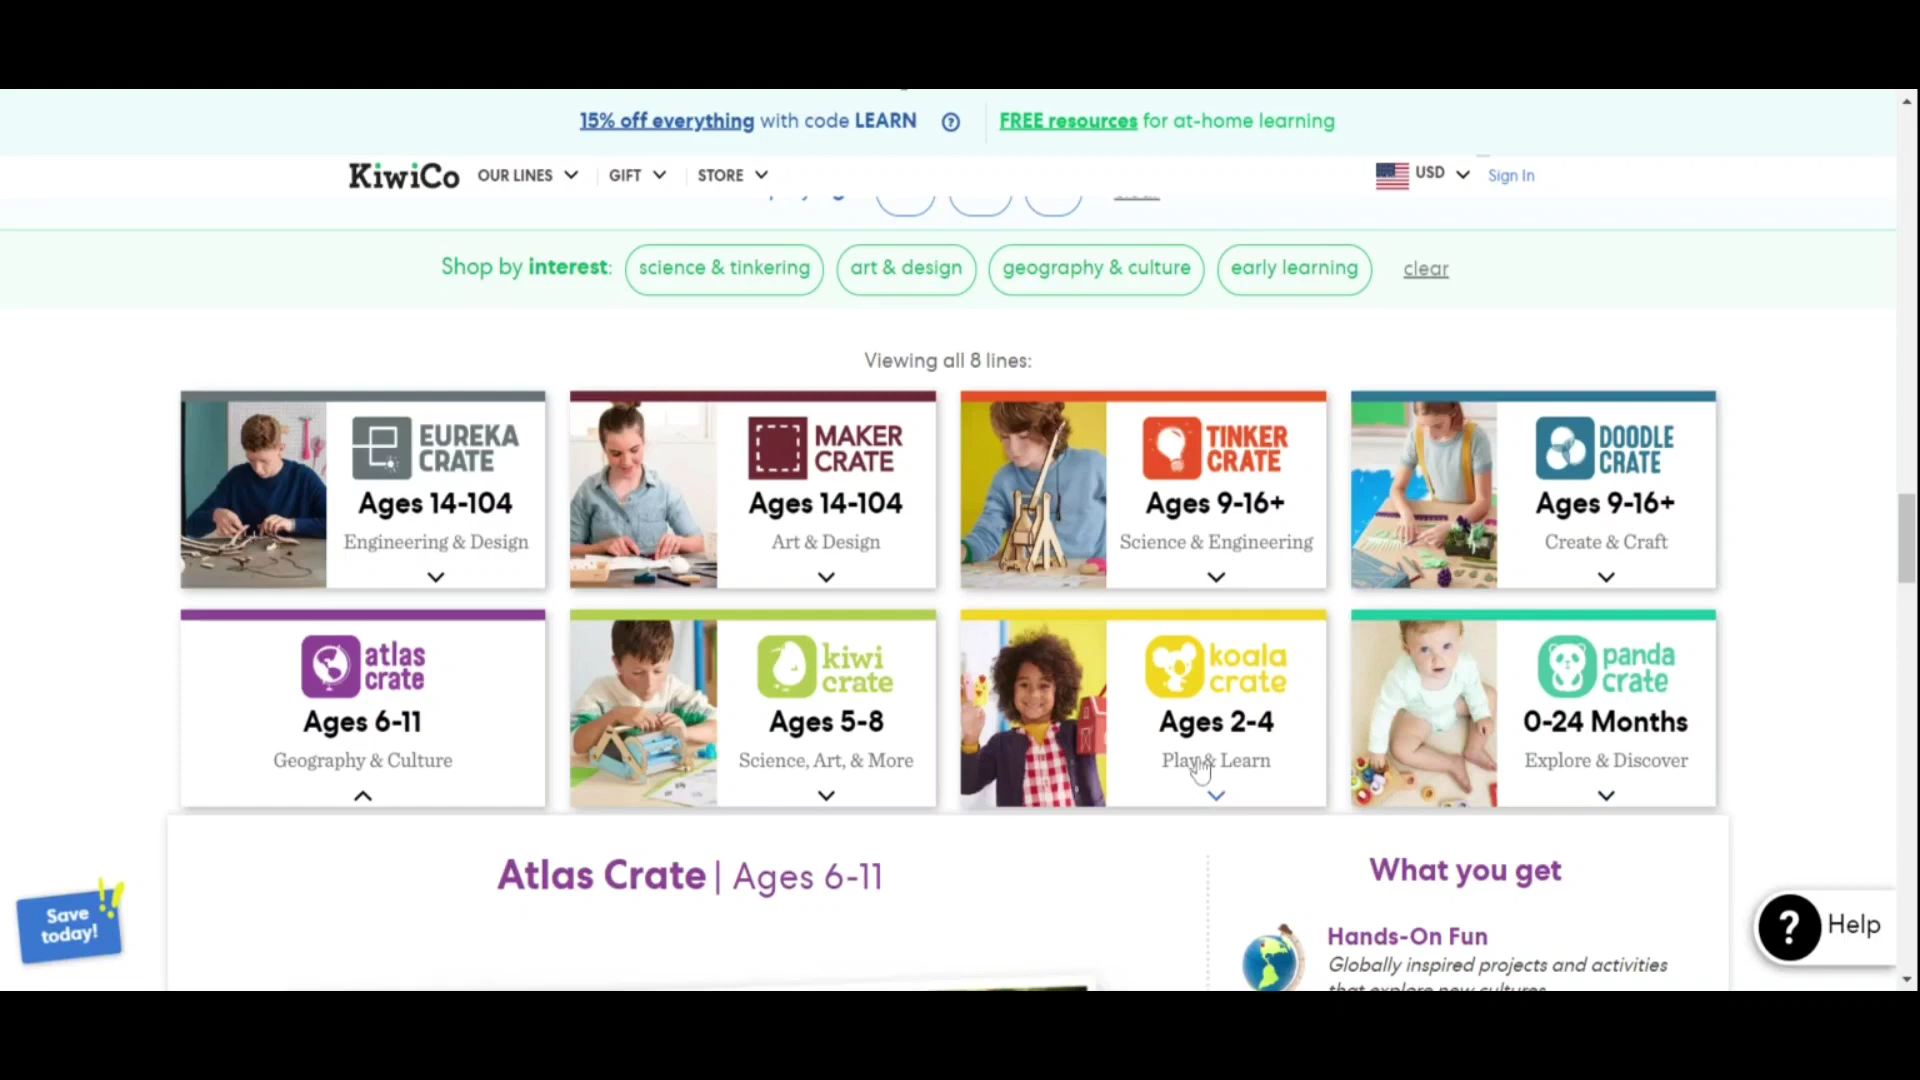 15% off everything with code LEARN ? FREE resources for at-home learning
KiwiCo OUR LINES GIFT STORE USD Sign In
Shop by interest: science & tinkering art & design geography & culture early learning clear
Viewing all 8 lines:
EUREKA
CRATE
Ages 14-104
Engineering & Design
MAKER
CRATE
Ages 14-104
Art & Design
TINKER
CRATE
Ages 9-16+
Science & Engineering
DOODLE
CRATE
Ages 9-16+
Create & Craft
atlas
crate
Ages 6-11
Geography & Culture
kiwi
crate
Ages 5-8
Science, Art, & More
koala
crate
Ages 2-4
Play & Learn
panda
crate
0-24 Months
Explore & Discover
Atlas Crate | Ages 6-11
What you get
Hands-On Fun
Globally inspired projects and activities
that explore new cultures
Save
today!
? Help